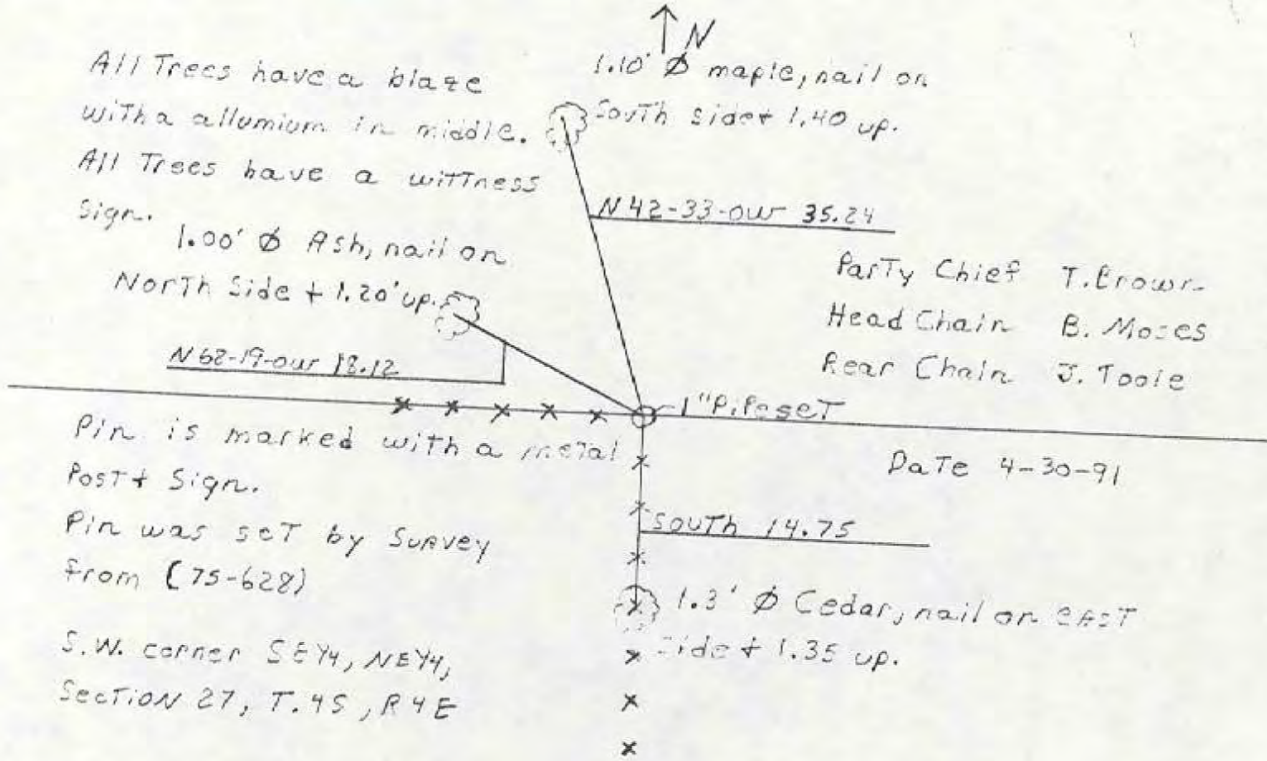 N
All Trees have a blaze
with a allumium in middle.
All Trees have a wittness
Sign.
1.10' Ø maple, nail on
South side + 1.40 up.
N 42-33-0W 35.24
1.00' Ø Ash, nail on
North Side + 1.20' up.
N 62-19-0W 18.12
Party Chief T. Brown
Head Chain B. Moses
Rear Chain J. Toole
1" Pipe set
Date 4-30-91
Pin is marked with a metal
Post + Sign.
Pin was set by Survey
from (75-628)
South 14.75
1.3' Ø Cedar, nail on East
Side + 1.35 up.
S.W. corner SE1/4, NE1/4,
Section 27, T.4S, R4E